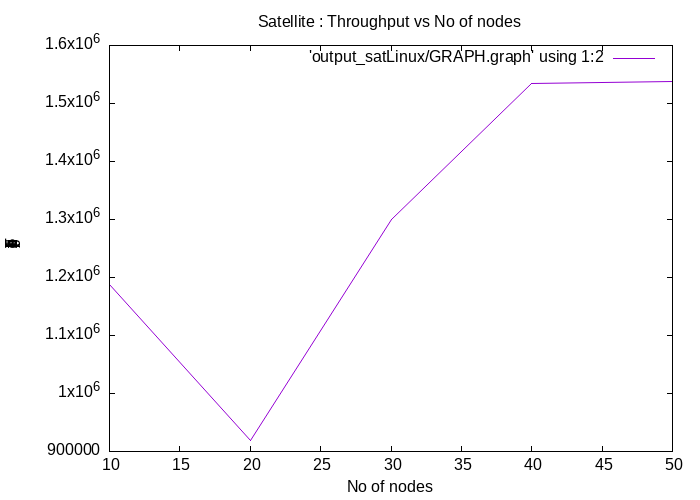 Satellite : Throughput vs No of nodes
'output_satLinux/GRAPH.graph' using 1:2
1.6x10^6
1.5x10^6
1.4x10^6
1.3x10^6
1.2x10^6
1.1x10^6
1x10^6
900000
10 15 20 25 30 35 40 45 50
No of nodes